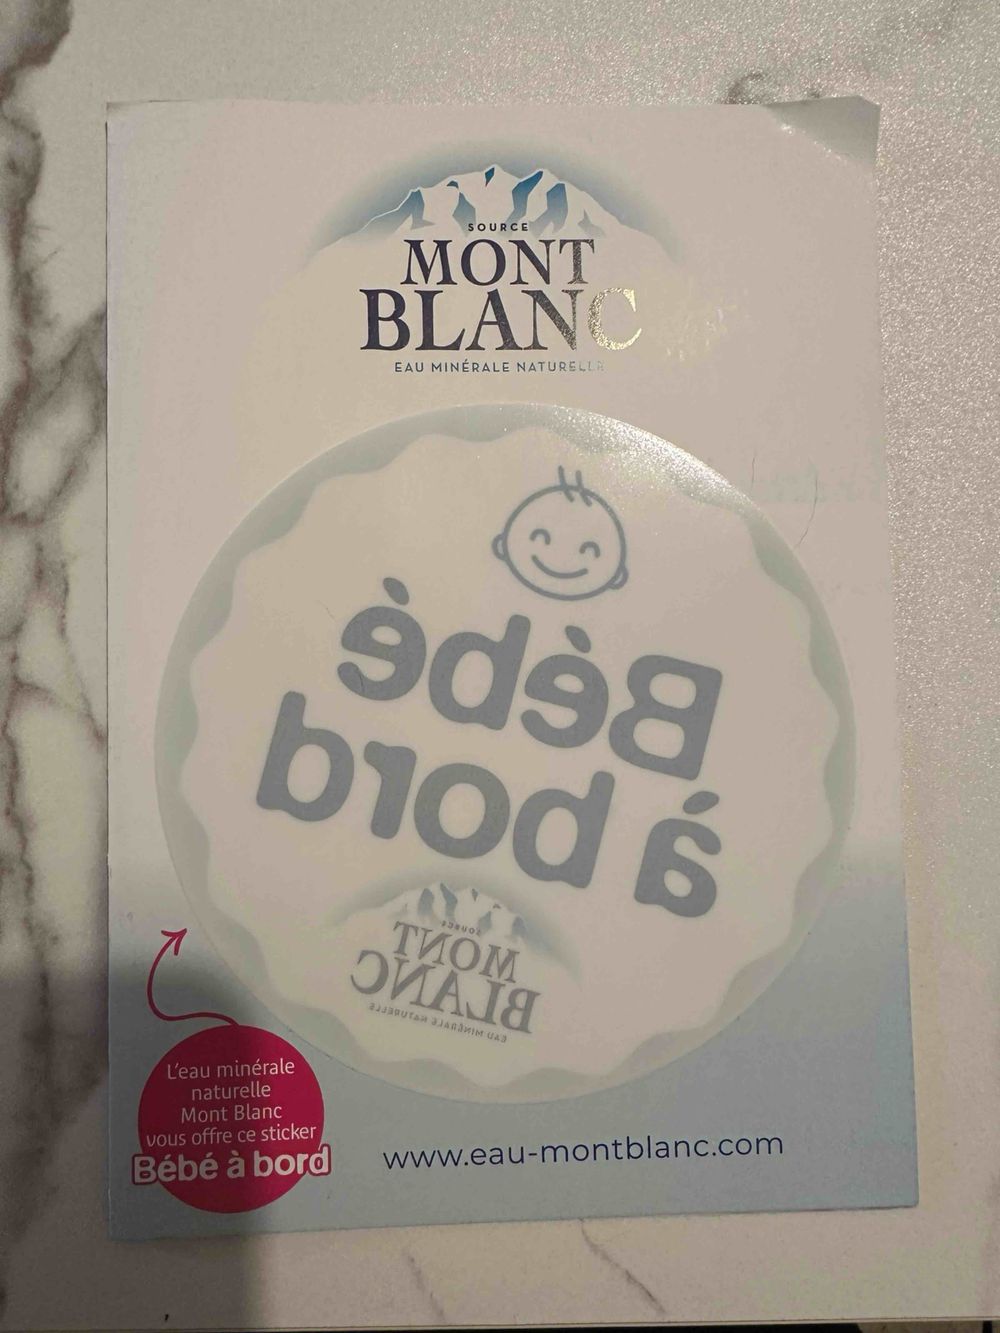 SOURCE
MONT
BLANC
EAU MINÉRALE NATURELLE
Bébé
à bord
SOURCE
MONT
BLANC
EAU MINÉRALE NATURELLE
L'eau minérale
naturelle
Mont Blanc
vous offre ce sticker
Bébé à bord
www.eau-montblanc.com